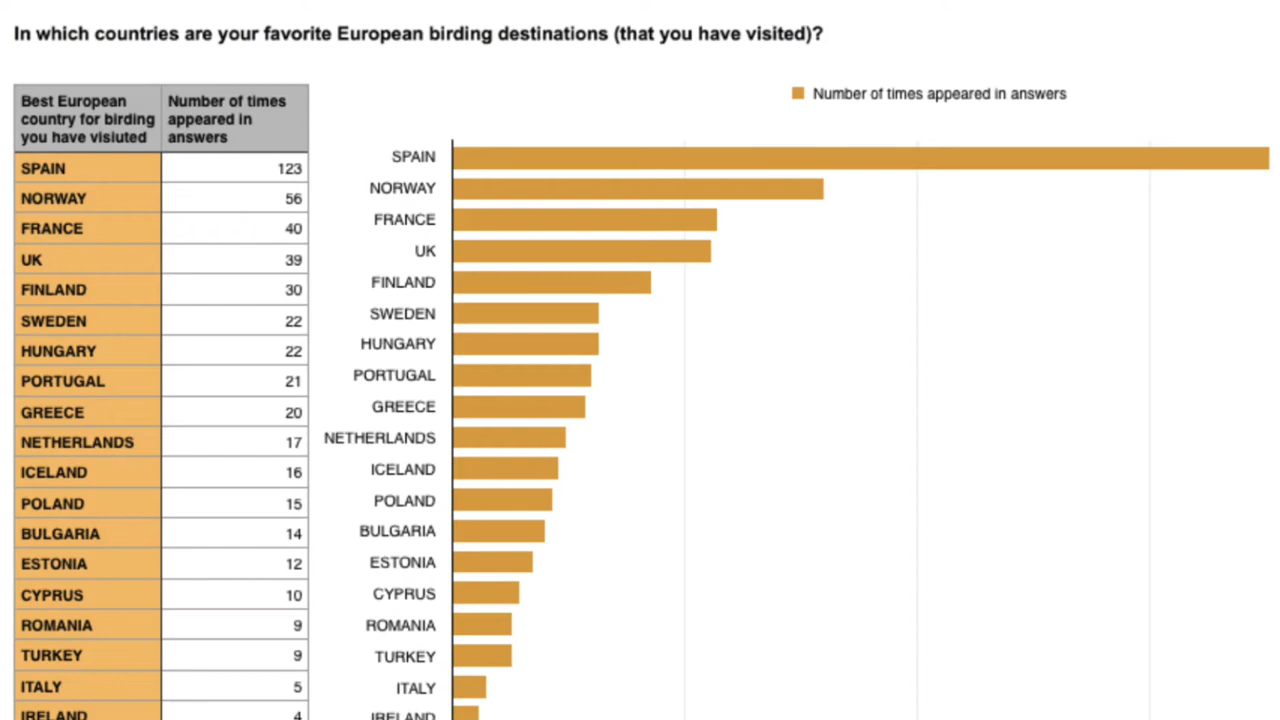 In which countries are your favorite European birding destinations (that you have visited)?
Best European country for birding you have visiuted
Number of times appeared in answers
SPAIN 123
NORWAY 56
FRANCE 40
UK 39
FINLAND 30
SWEDEN 22
HUNGARY 22
PORTUGAL 21
GREECE 20
NETHERLANDS 17
ICELAND 16
POLAND 15
BULGARIA 14
ESTONIA 12
CYPRUS 10
ROMANIA 9
TURKEY 9
ITALY 5
IRELAND 4
Number of times appeared in answers
SPAIN
NORWAY
FRANCE
UK
FINLAND
SWEDEN
HUNGARY
PORTUGAL
GREECE
NETHERLANDS
ICELAND
POLAND
BULGARIA
ESTONIA
CYPRUS
ROMANIA
TURKEY
ITALY
IRELAND